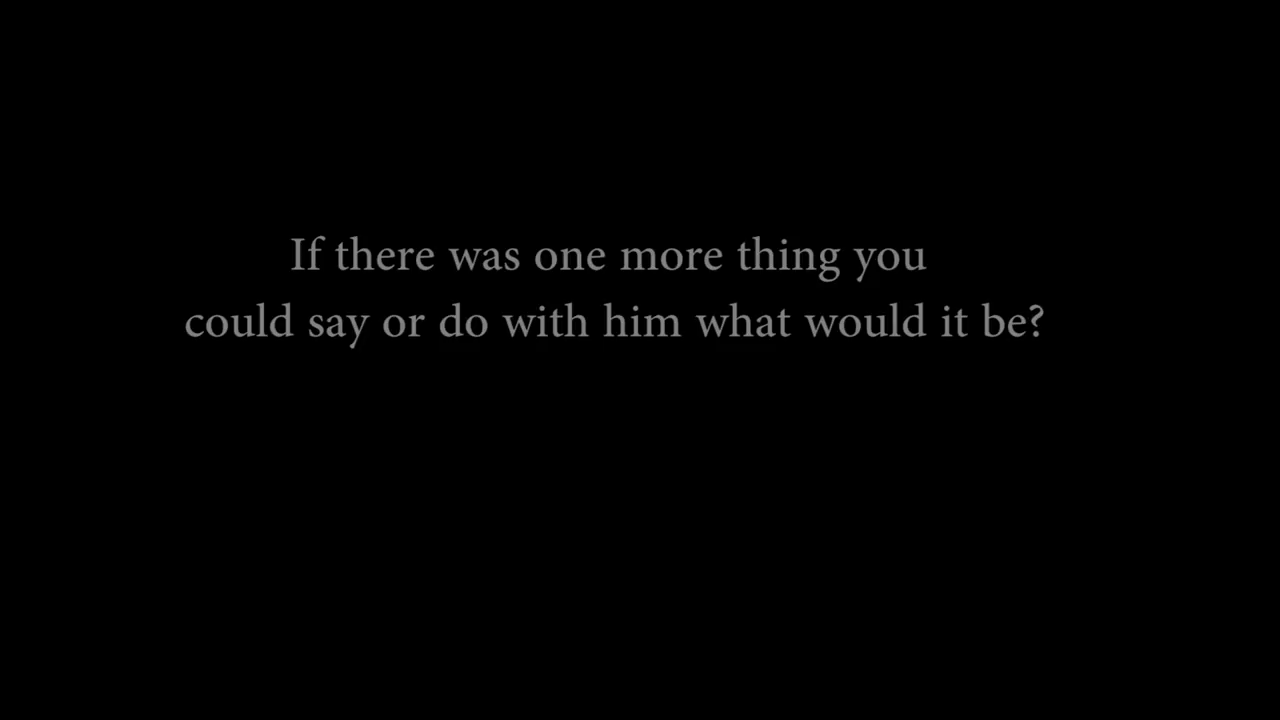 If there was one more thing you
could say or do with him what would it be?